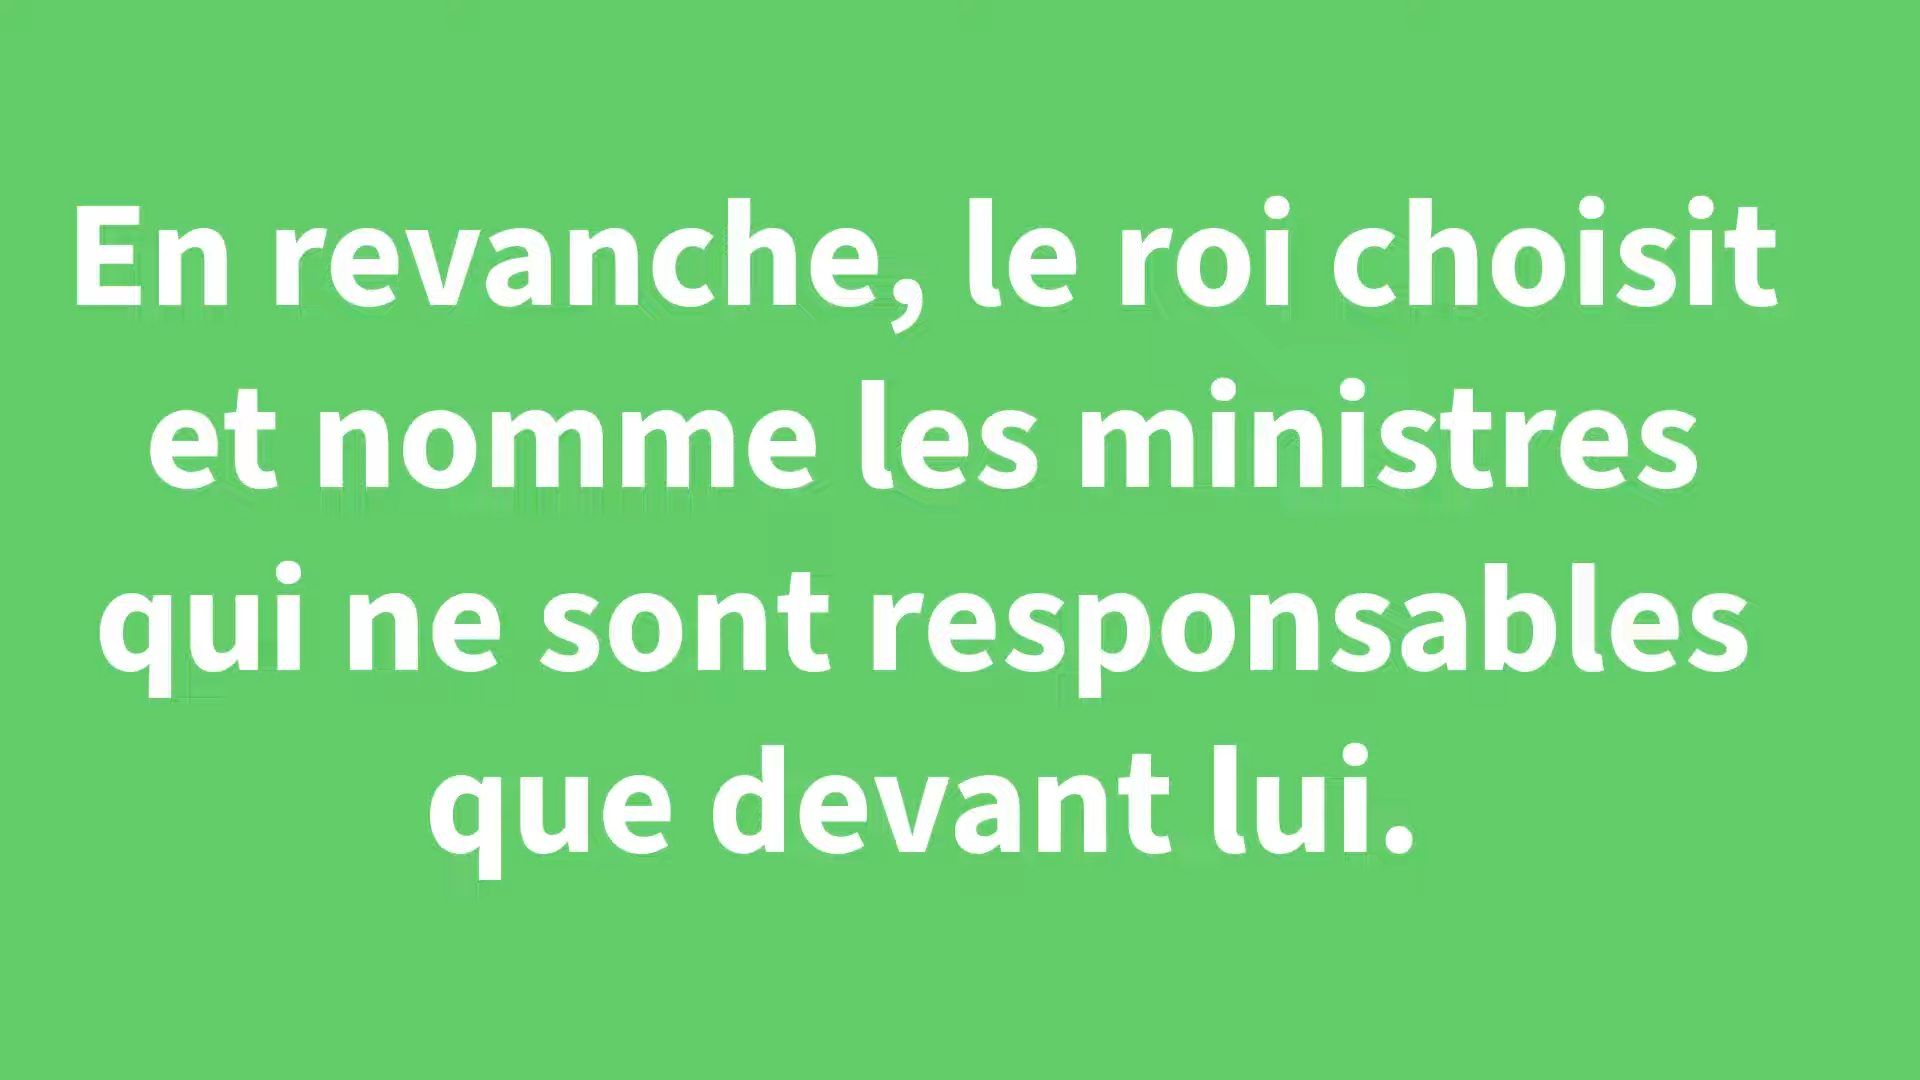 En revanche, le roi choisit
et nomme les ministres
qui ne sont responsables
que devant lui.